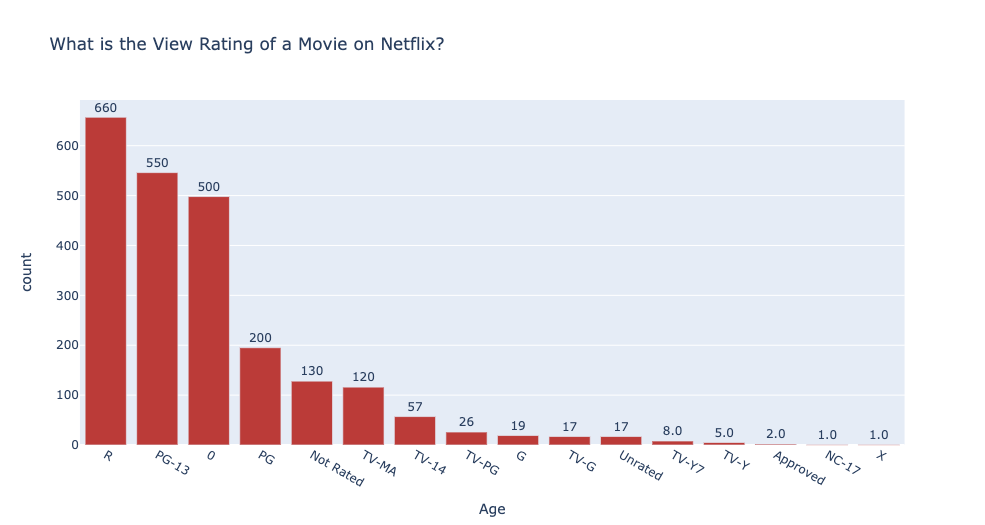 What is the View Rating of a Movie on Netflix?
660
550
500
200
130
120
57
26
19
17
17
8.0
5.0
2.0
1.0
1.0
600
500
400
300
200
100
0
count
R
PG-13
0
PG
Not Rated
TV-MA
TV-14
TV-PG
G
TV-G
Unrated
TV-Y7
TV-Y
Approved
NC-17
X
Age